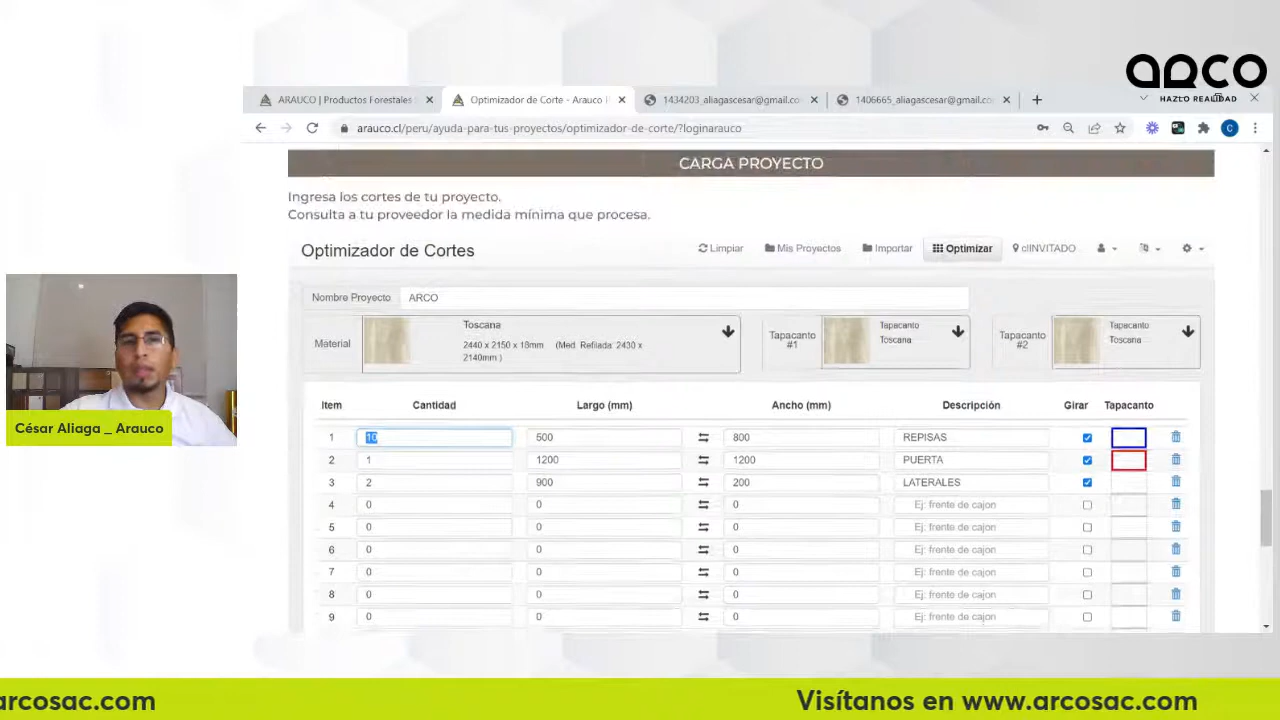 ARCO
HAZLO REALIDAD
ARAUCO | Productos Forestales
Optimizador de Corte - Arauco
1434203_aliagascesar@gmail.co
1406665_aliagascesar@gmail.co
arauco.cl/peru/ayuda-para-tus-proyectos/optimizador-de-corte/?loginarauco
C
CARGA PROYECTO
Ingresa los cortes de tu proyecto.
Consulta a tu proveedor la medida mínima que procesa.
Optimizador de Cortes
Limpiar Mis Proyectos Importar Optimizar cl!INVITADO
Nombre Proyecto ARCO
Material
Toscana
2440 x 2150 x 18mm (Med. Refilada: 2430 x
2140mm )
Tapacanto
#1
Tapacanto
Toscana
Tapacanto
#2
Tapacanto
Toscana
Item Cantidad Largo (mm) Ancho (mm) Descripción Girar Tapacanto
1 10 500 800 REPISAS
2 1 1200 1200 PUERTA
3 2 900 200 LATERALES
4 0 0 0 Ej: frente de cajon
5 0 0 0 Ej: frente de cajon
6 0 0 0 Ej: frente de cajon
7 0 0 0 Ej: frente de cajon
8 0 0 0 Ej: frente de cajon
9 0 0 0 Ej: frente de cajon
César Aliaga _ Arauco
arcosac.com
Visítanos en www.arcosac.com